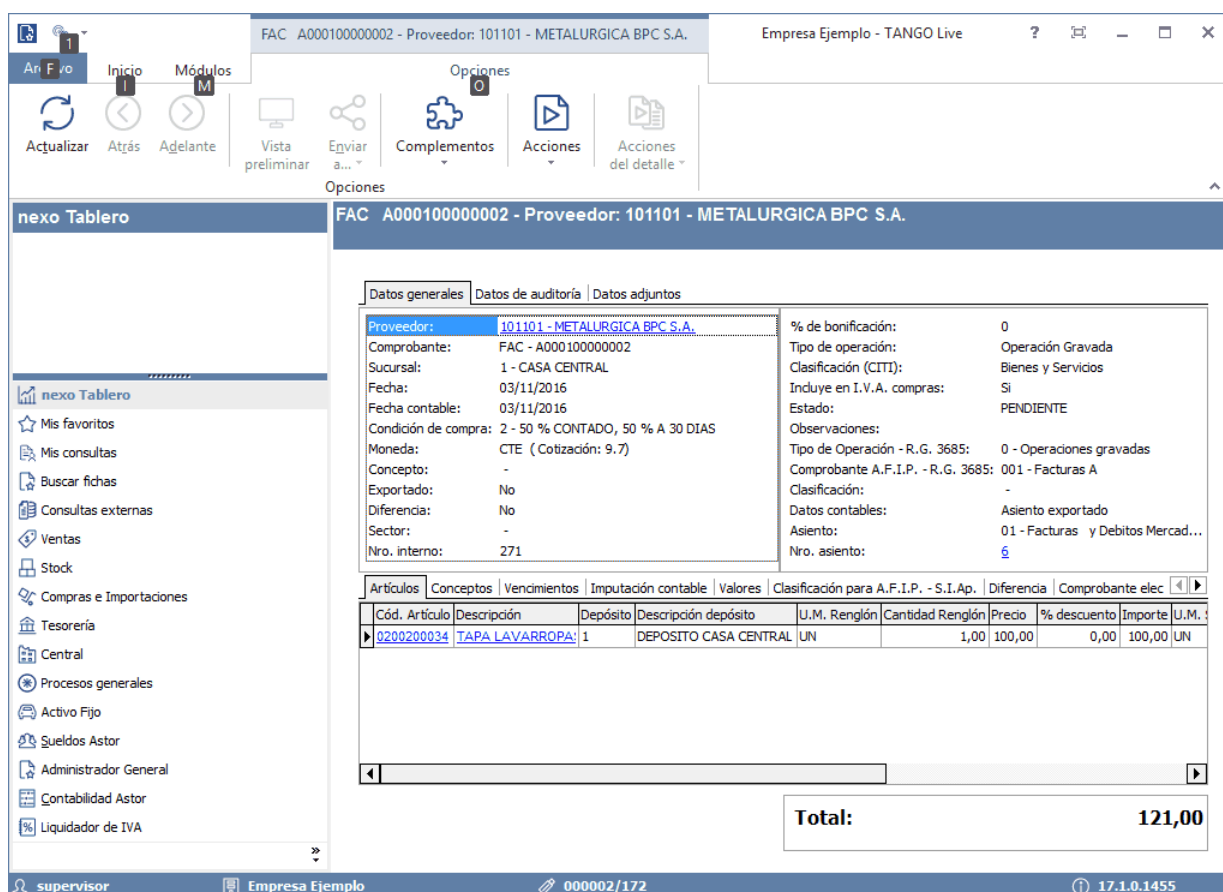 1
FAC A000100000002 - Proveedor: 101101 - METALURGICA BPC S.A.
Empresa Ejemplo - TANGO Live
?
F
Inicio
I
Módulos
M
Opciones
O
Actualizar
Atrás
Adelante
Vista preliminar
Enviar a...
Complementos
Acciones
Acciones del detalle
Opciones
nexo Tablero
FAC A000100000002 - Proveedor: 101101 - METALURGICA BPC S.A.
Datos generales
Datos de auditoría
Datos adjuntos
Proveedor: 101101 - METALURGICA BPC S.A.
Comprobante: FAC - A000100000002
Sucursal: 1 - CASA CENTRAL
Fecha: 03/11/2016
Fecha contable: 03/11/2016
Condición de compra: 2 - 50 % CONTADO, 50 % A 30 DIAS
Moneda: CTE ( Cotización: 9.7)
Concepto: -
Exportado: No
Diferencia: No
Sector: -
Nro. interno: 271
% de bonificación: 0
Tipo de operación: Operación Gravada
Clasificación (CITI): Bienes y Servicios
Incluye en I.V.A. compras: Si
Estado: PENDIENTE
Observaciones:
Tipo de Operación - R.G. 3685: 0 - Operaciones gravadas
Comprobante A.F.I.P. - R.G. 3685: 001 - Facturas A
Clasificación: -
Datos contables: Asiento exportado
Asiento: 01 - Facturas y Debitos Mercad...
Nro. asiento: 6
nexo Tablero
Mis favoritos
Mis consultas
Buscar fichas
Consultas externas
Ventas
Stock
Compras e Importaciones
Tesorería
Central
Procesos generales
Activo Fijo
Sueldos Astor
Administrador General
Contabilidad Astor
Liquidador de IVA
Artículos Conceptos Vencimientos Imputación contable Valores Clasificación para A.F.I.P. - S.I.Ap. Diferencia Comprobante elec
Cód. Artículo Descripción Depósito Descripción depósito U.M. Renglón Cantidad Renglón Precio % descuento Importe U.M.
0200200034 TAPA LAVARROPA 1 DEPOSITO CASA CENTRAL UN 1,00 100,00 0,00 100,00 UN
Total: 121,00
supervisor
Empresa Ejemplo
000002/172
17.1.0.1455